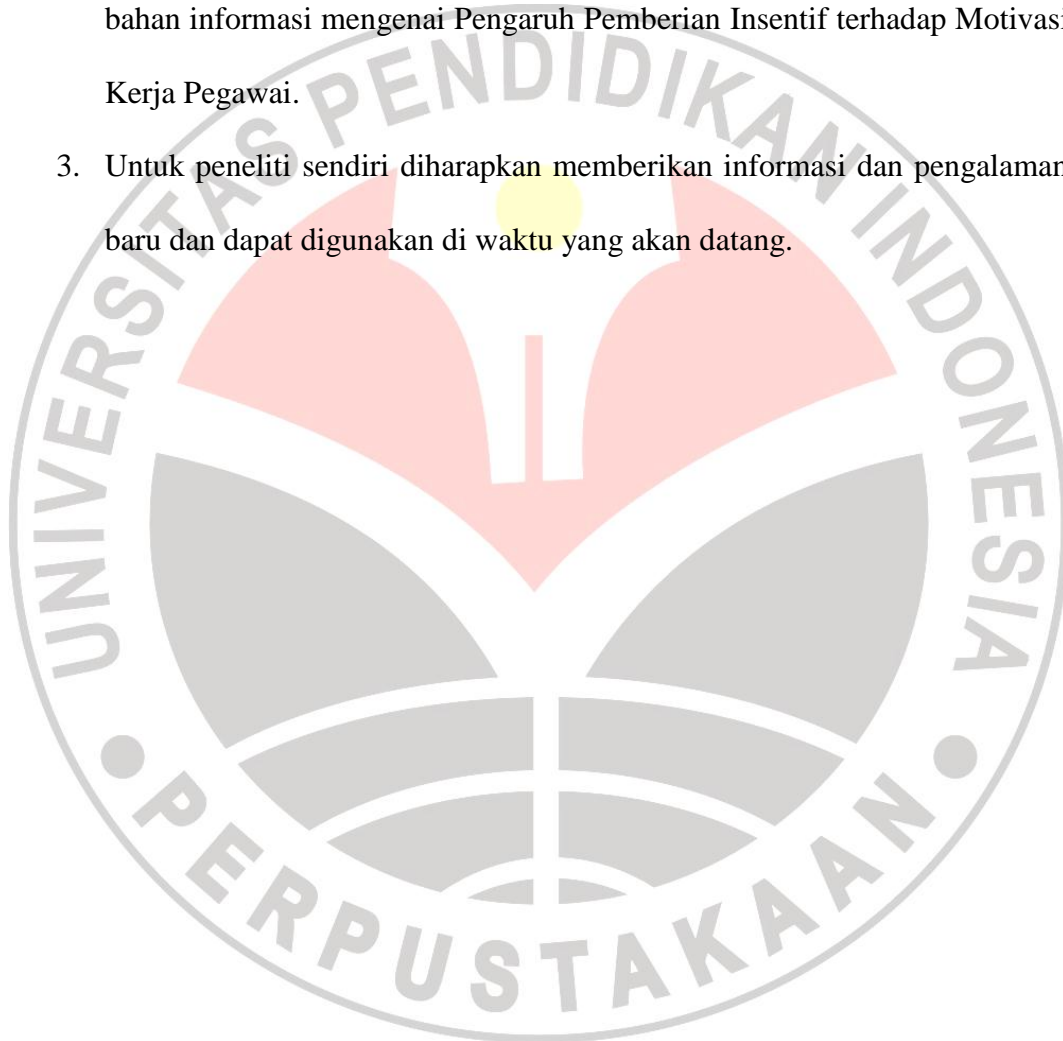 bahan informasi mengenai Pengaruh Pemberian Insentif terhadap Motivasi
Kerja Pegawai.
3. Untuk peneliti sendiri diharapkan memberikan informasi dan pengalaman
baru dan dapat digunakan di waktu yang akan datang.
UNIVERSITAS PENDIDIKAN INDONESIA
PERPUSTAKAAN